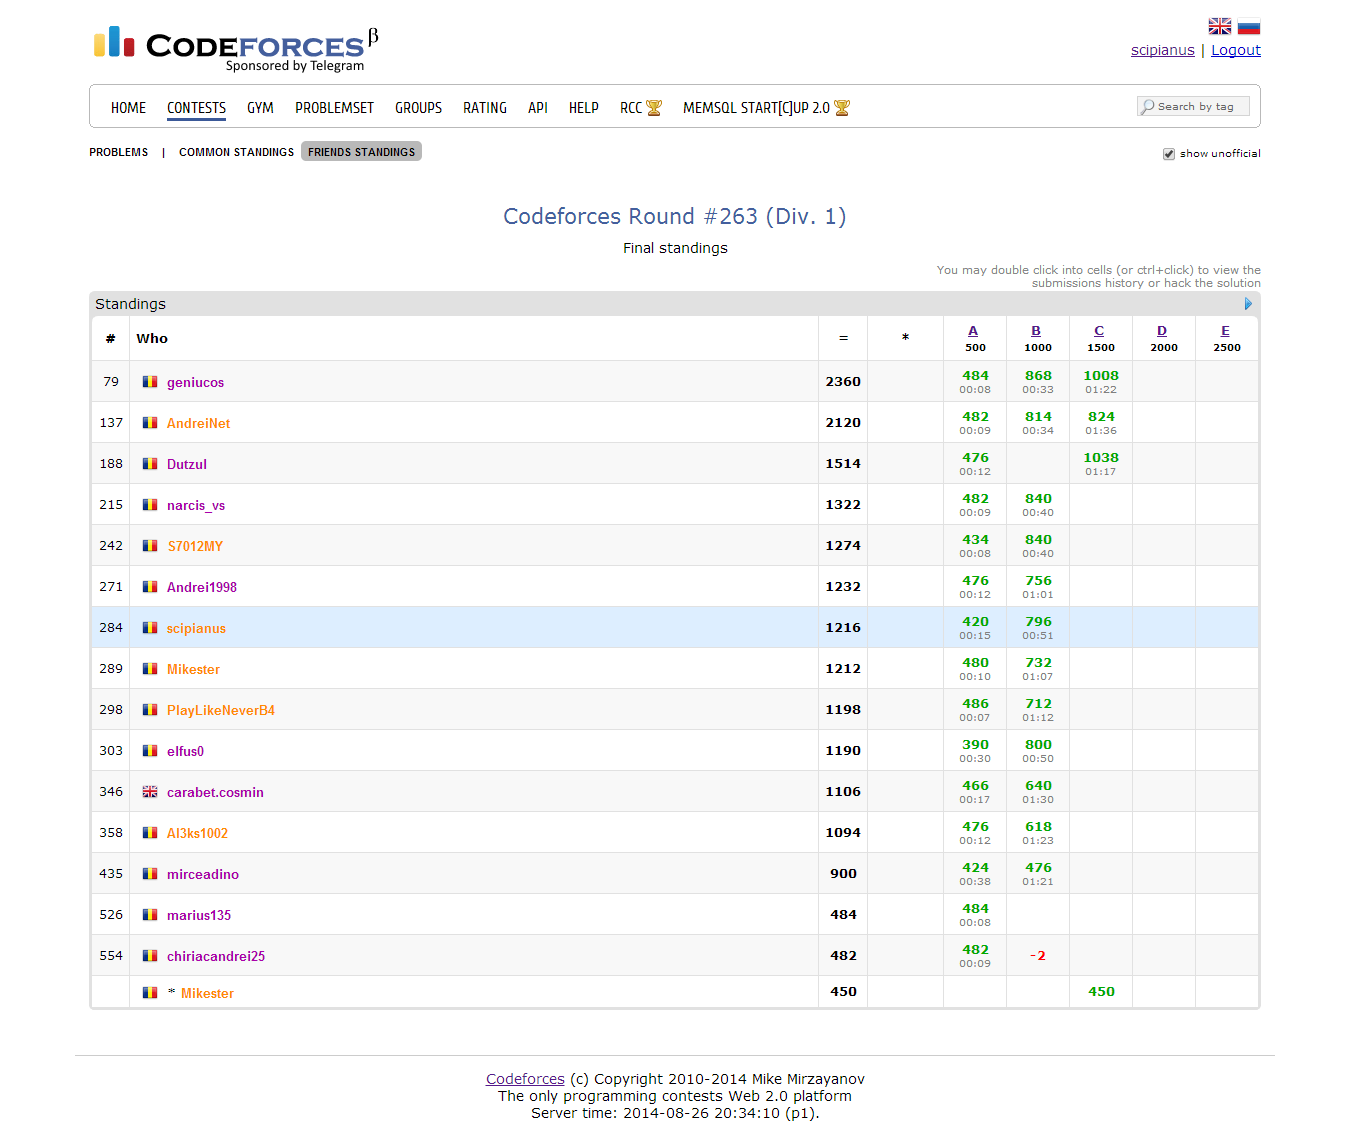 CODEFORCES β
Sponsored by Telegram
scipianus | Logout
HOME CONTESTS GYM PROBLEMSET GROUPS RATING API HELP RCC MEMSQL START[C]UP 2.0 Search by tag
PROBLEMS | COMMON STANDINGS FRIENDS STANDINGS show unofficial
Codeforces Round #263 (Div. 1)
Final standings
You may double click into cells (or ctrl+click) to view the
submissions history or hack the solution
Standings
# Who = * A B C D E
500 1000 1500 2000 2500
79 geniucos 2360 484 868 1008
00:08 00:33 01:22
137 AndreiNet 2120 482 814 824
00:09 00:34 01:36
188 Dutzul 1514 476 1038
00:12 01:17
215 narcis_vs 1322 482 840
00:09 00:40
242 S7012MY 1274 434 840
00:08 00:40
271 Andrei1998 1232 476 756
00:12 01:01
284 scipianus 1216 420 796
00:15 00:51
289 Mikester 1212 480 732
00:10 01:07
298 PlayLikeNeverB4 1198 486 712
00:07 01:12
303 elfus0 1190 390 800
00:30 00:50
346 carabet.cosmin 1106 466 640
00:17 01:30
358 Al3ks1002 1094 476 618
00:12 01:23
435 mirceadino 900 424 476
00:38 01:21
526 marius135 484 484
00:08
554 chiriacandrei25 482 482 -2
00:09
* Mikester 450 450
Codeforces (c) Copyright 2010-2014 Mike Mirzayanov
The only programming contests Web 2.0 platform
Server time: 2014-08-26 20:34:10 (p1).